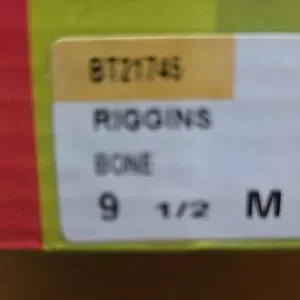 BT21745
RIGGINS
BONE
9 1/2 M